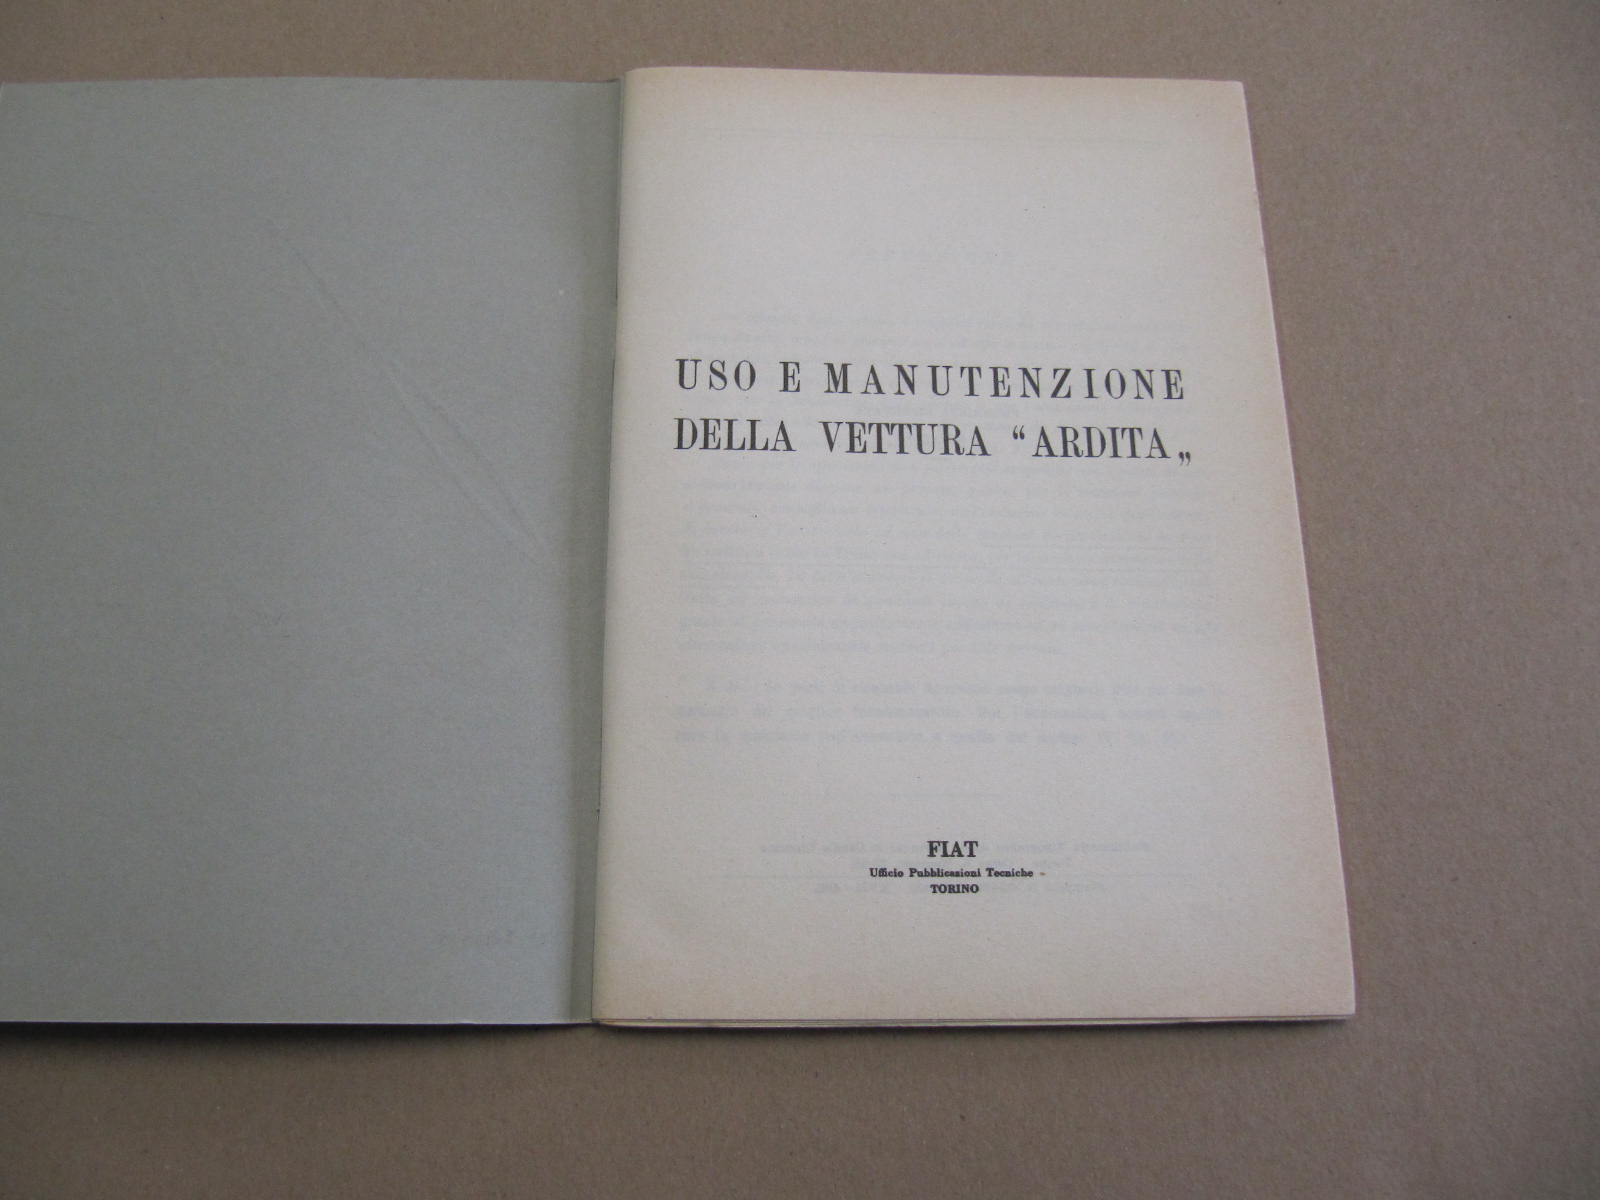 USO E MANUTENZIONE
DELLA VETTURA “ARDITA„
FIAT
Ufficio Pubblicazioni Tecniche -
TORINO